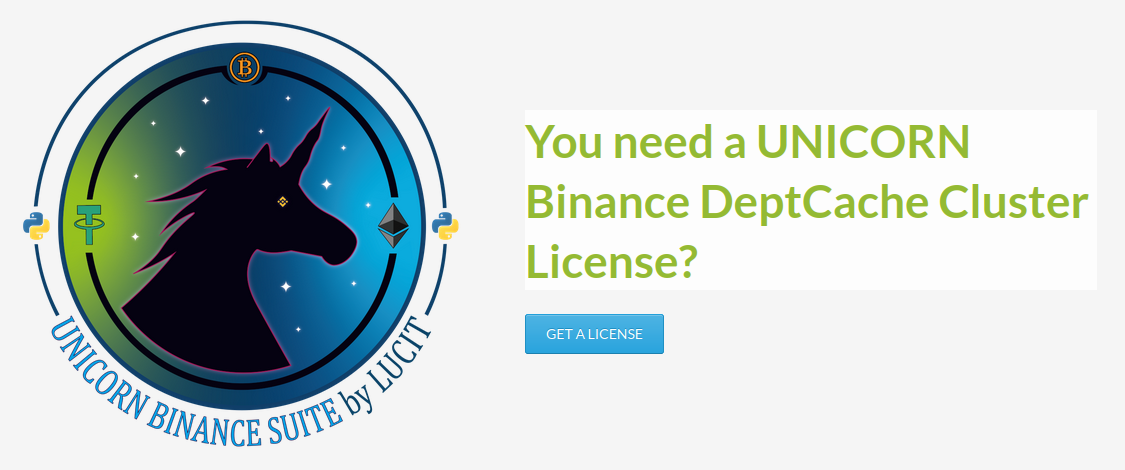 UNICORN BINANCE SUITE by LUCIT
You need a UNICORN
Binance DeptCache Cluster
License?
GET A LICENSE